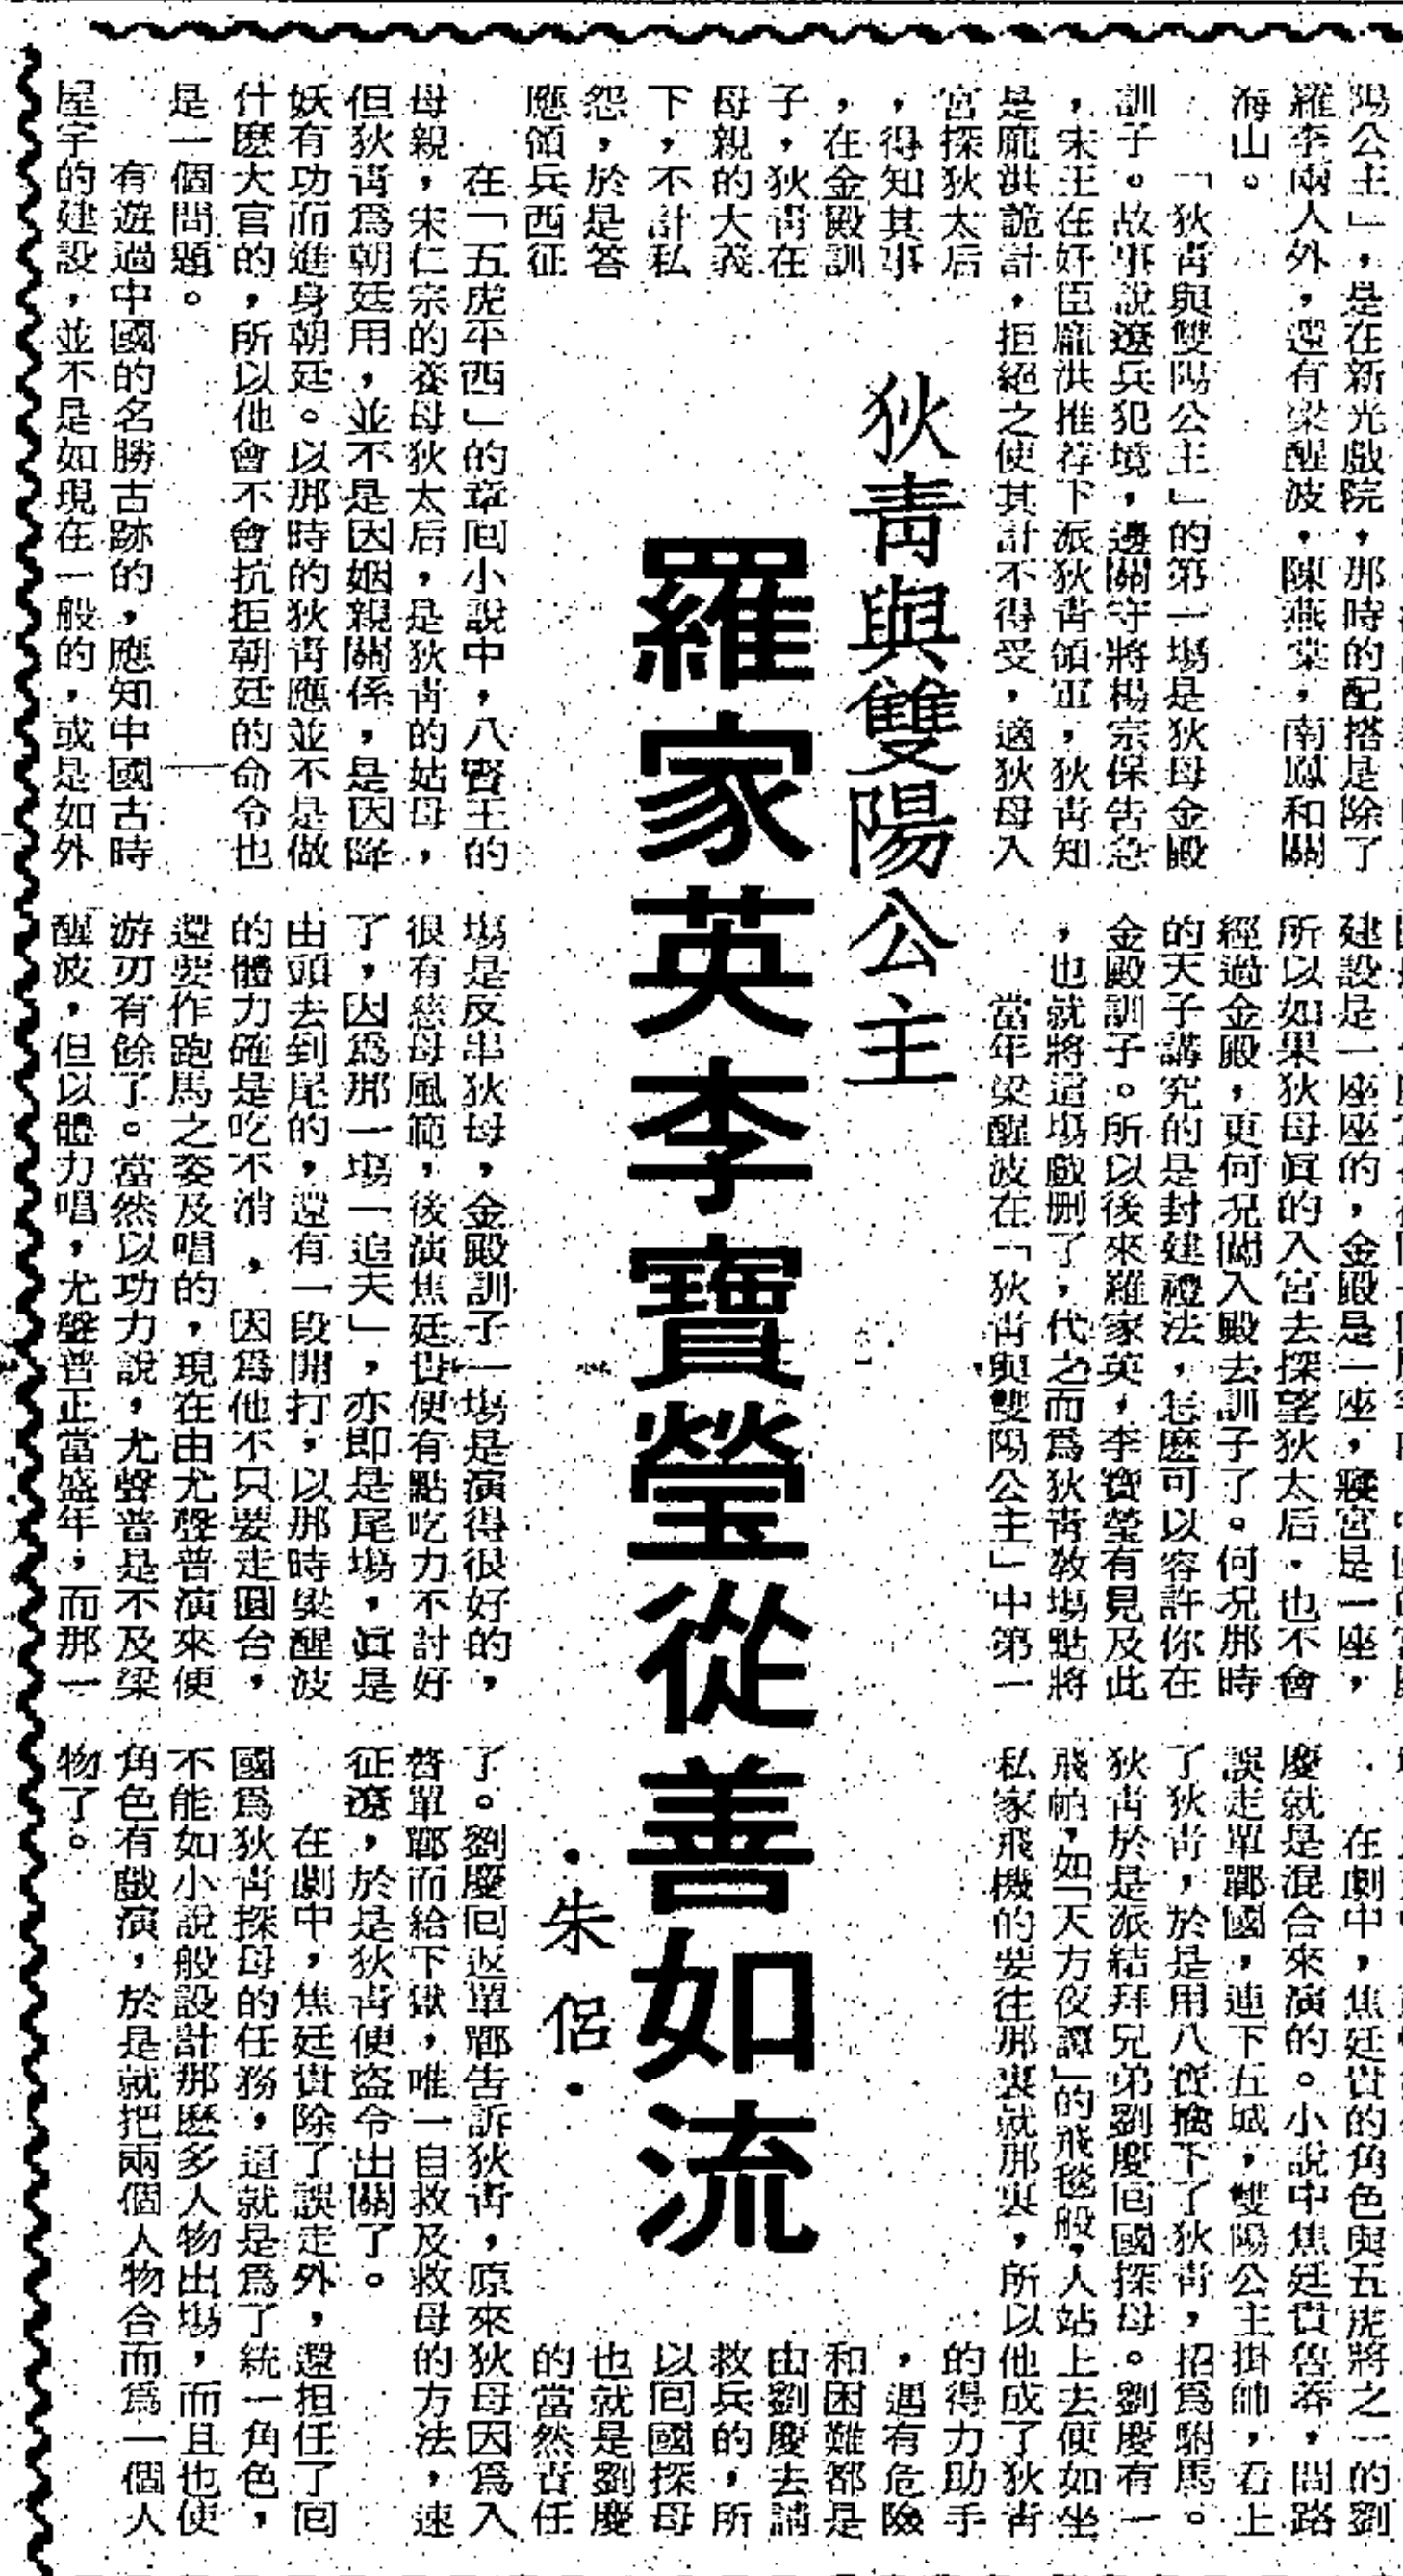 狄青與雙陽公主
羅家英李寶瑩從善如流
·朱侶·
陽公主」，是在新光戲院，那時的配搭是除了
羅李兩人外，還有梁醒波，陳燕棠，南鳳和關
海山。
「狄青與雙陽公主」的第一場是狄母金殿
訓子。故事說遼兵犯境，邊關守將楊宗保告急
，宋王在奸臣龐洪推荐下派狄青領軍，狄青知
是龐洪詭計，拒絕之使其計不得受，適狄母入
宮探狄太后
，得知其事
，在金殿訓
子，狄青在
母親的大義
下，不計私
怨，於是答
應領兵西征
在「五虎平西」的章囘小說中，八賢王的
母親，宋仁宗的養母狄太后，是狄青的姑母，
但狄青爲朝廷用，並不是因姻親關係，是因降
妖有功而進身朝廷。以那時的狄青應並不是做
什麽大官的，所以他會不會抗拒朝廷的命令也
是一個問題。
有遊過中國的名勝古跡的，應知中國古時
屋宇的建設，並不是如現在一般的，或是如外
建設是一座座的，金殿是一座，寢宮是一座，
所以如果狄母眞的入宮去探望狄太后，也不會
經過金殿，更何况闖入殿去訓子了。何况那時
的天子講究的是封建禮法，怎麽可以容許你在
金殿訓子。所以後來羅家英，李寶瑩有見及此
，也就將這場戲删了，代之而爲狄青教場點將
當年梁醒波在「狄青與雙陽公主」中第一
場是反串狄母，金殿訓子一場是演得很好的，
很有慈母風範，後演焦廷貴便有點吃力不討好
了，因爲那一場「追夫」，亦即是尾場，眞是
由頭去到尾的，還有一段開打，以那時梁醒波
的體力確是吃不消，因爲他不只要走圓台，
還要作跑馬之姿及唱的，現在由尤聲普演來便
游刃有餘了。當然以功力說，尤聲普是不及梁
醒波，但以體力唱，尤聲普正當盛年，而那一
在劇中，焦廷貴的角色與五虎將之一的劉
慶就是混合來演的。小說中焦廷貴魯莽，問路
誤走單鄲國，連下五城，雙陽公主掛帥，看上
了狄青，於是用八寶擒下了狄青，招爲駙馬。
狄青於是派結拜兄弟劉慶囘國探母。劉慶有一
飛帕，如「天方夜譚」的飛毯般，人站上去便如坐
私家飛機的要往那裏就那裏，所以他成了狄青
的得力助手
，遇有危險
和困難都是
由劉慶去請
救兵的，所
以囘國探母
也就是劉慶
的當然責任
了。劉慶囘返單鄲告訴狄青，原來狄母因爲入
贅單鄲而給下獄，唯一自救及救母的方法，速
征遼，於是狄青便盜令出關了。
在劇中，焦廷貴除了誤走外，還担任了囘
國爲狄青探母的任務，這就是爲了統一角色，
不能如小說般設計那麽多人物出場，而且也使
角色有戲演，於是就把兩個人物合而爲一個人
物了。